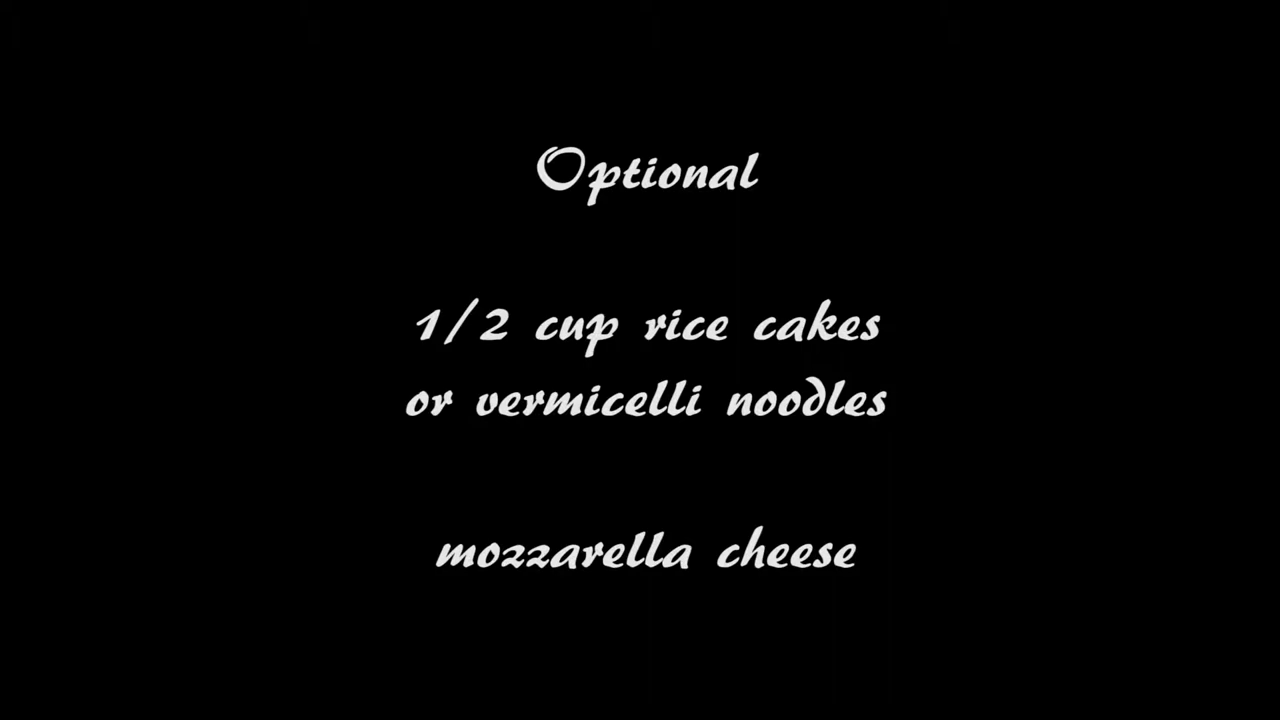 Optional
1/2 cup rice cakes
or vermicelli noodles
mozzarella cheese